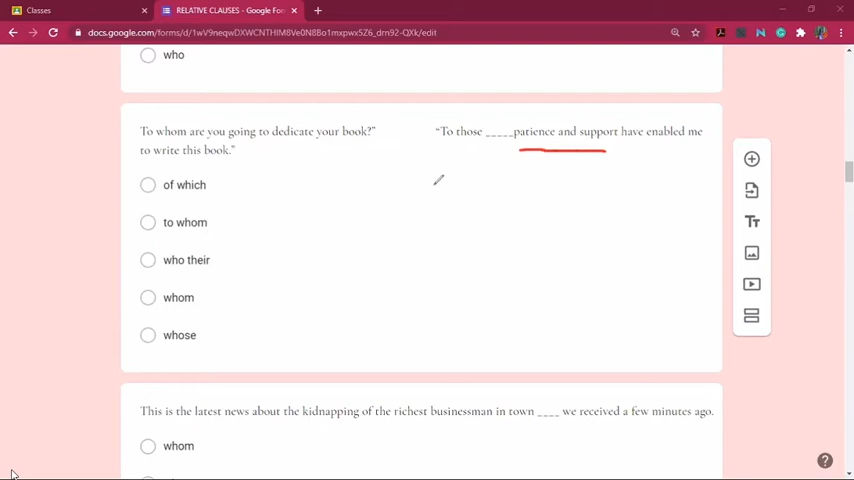 Classes
RELATIVE CLAUSES - Google For
docs.google.com/forms/d/1wV9neqwDXWCNTHIM8Ve0N8Bo1mxpwx5Z6_drn92-QXk/edit
who
To whom are you going to dedicate your book?" "To those _____patience and support have enabled me
to write this book."
of which
to whom
who their
whom
whose
This is the latest news about the kidnapping of the richest businessman in town ____ we received a few minutes ago.
whom